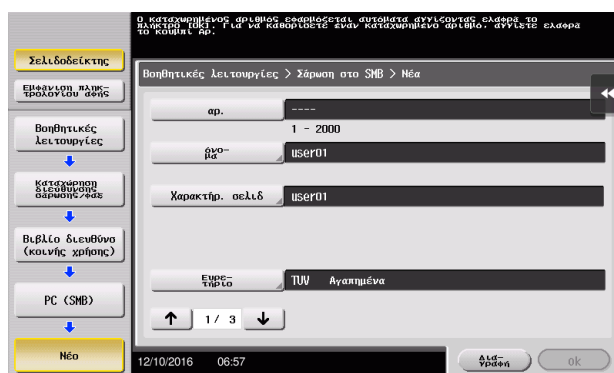 Ο καταχωρημένος αριθμός εφαρμόζεται αυτόματα αγγίζοντας ελαφρά το
πλήκτρο [OK]. Για να καθορίσετε έναν καταχωρημένο αριθμό, αγγίξτε ελαφρά
το κουμπί Αρ.
Σελιδοδείκτης
Εμφάνιση πληκ-
τρολογίου αφής
Βοηθητικές
λειτουργίες
Καταχώρηση
διεύθυνσης
σάρωσης/φαξ
Βιβλίο διευθύνσ
(κοινής χρήσης)
PC (SMB)
Νέο
Βοηθητικές λειτουργίες > Σάρωση στο SMB > Νέα
αρ.
----
1 - 2000
όνο-
μα
user01
Χαρακτήρ. σελιδ
user01
Ευρε-
τήριο
TUV Αγαπημένα
1/ 3
12/10/2016 06:57
Δια-
γραφή
ok